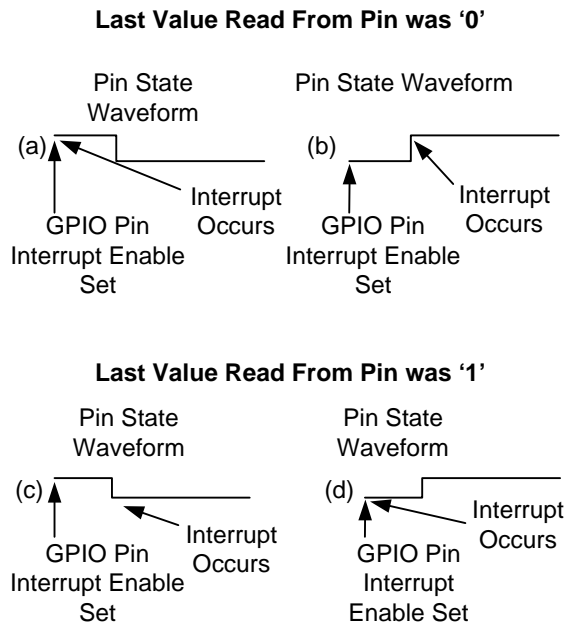 Last Value Read From Pin was ‘0’
Pin State
Waveform
(a)
Interrupt
Occurs
GPIO Pin
Interrupt Enable
Set
Pin State Waveform
(b)
Interrupt
Occurs
GPIO Pin
Interrupt Enable
Set
Last Value Read From Pin was ‘1’
Pin State
Waveform
(c)
Interrupt
Occurs
GPIO Pin
Interrupt Enable
Set
Pin State
Waveform
(d)
Interrupt
Occurs
GPIO Pin
Interrupt
Enable Set